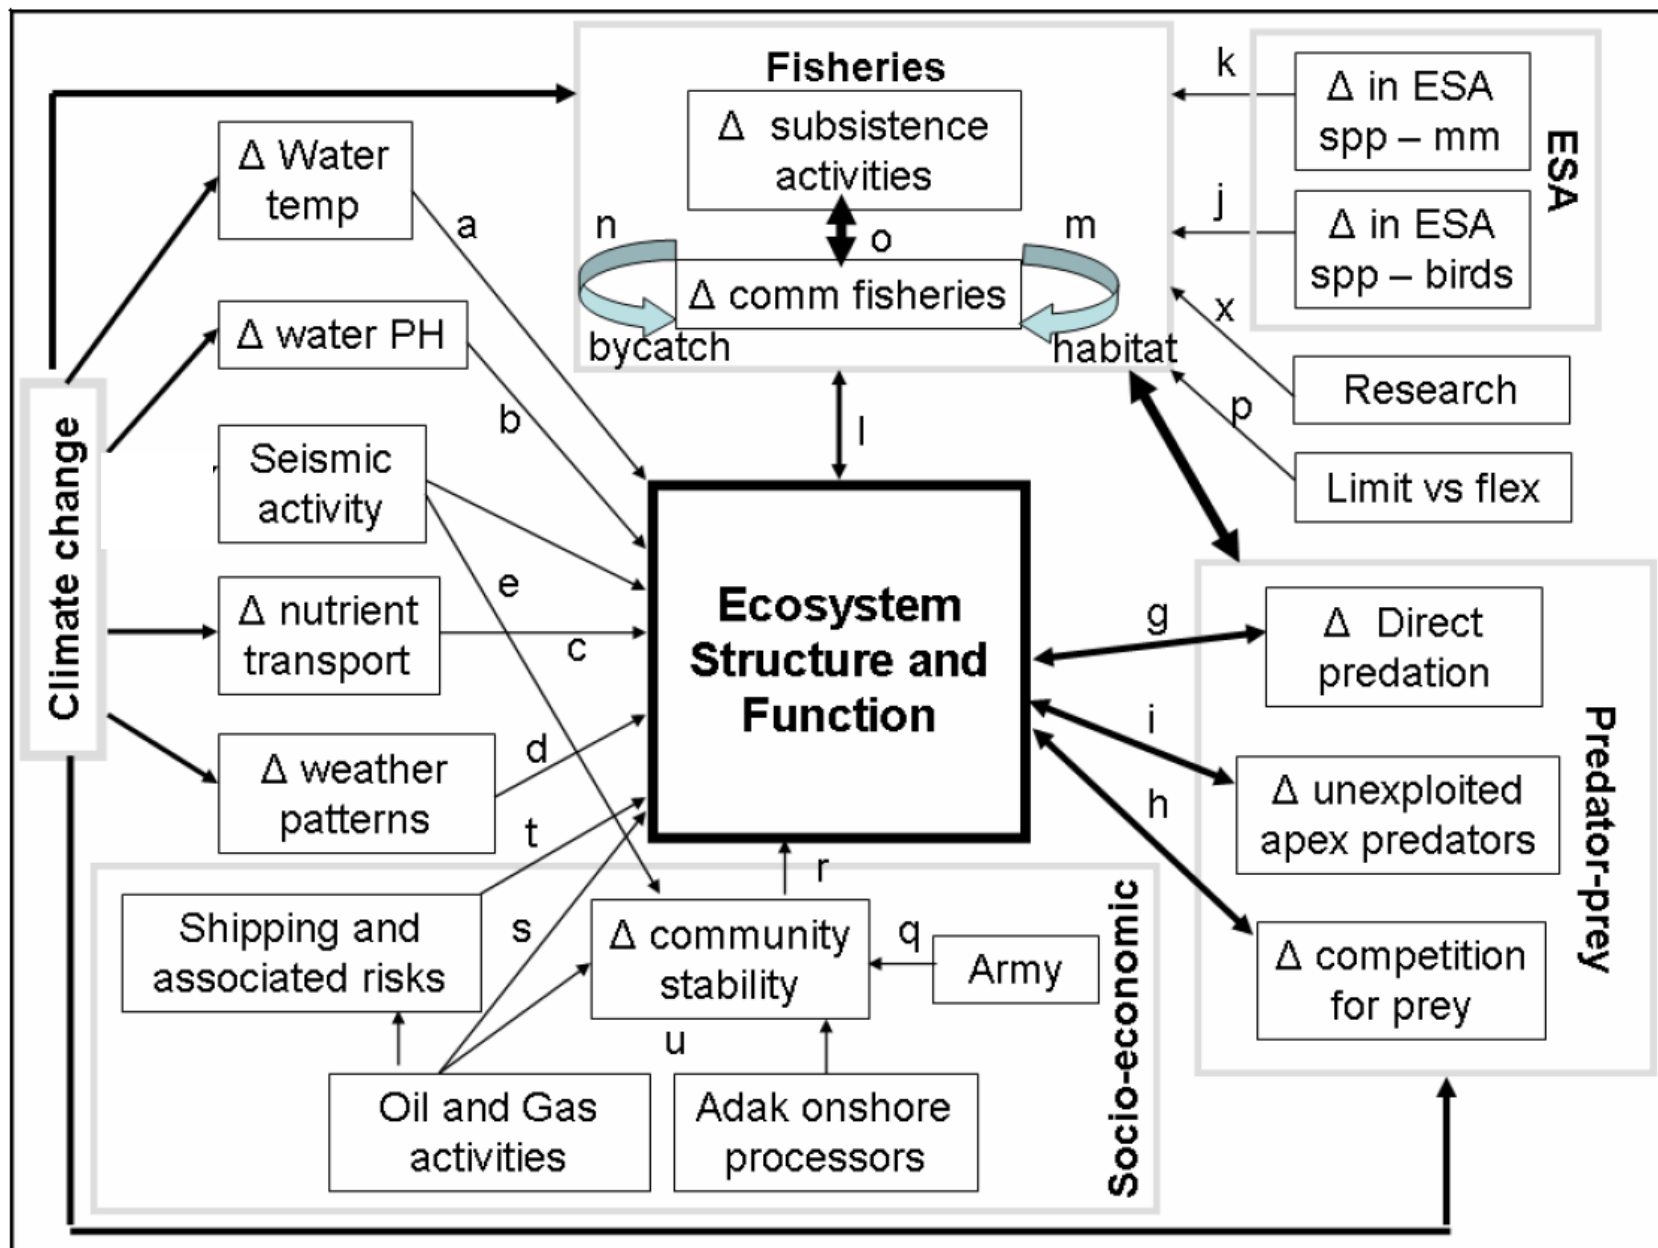 Fisheries
Δ subsistence
activities
n
o
m
Δ comm fisheries
bycatch
habitat
k
Δ in ESA
spp – mm
j
Δ in ESA
spp – birds
ESA
x
Research
p
Limit vs flex
Climate change
Δ Water
temp
a
Δ water PH
b
Seismic
activity
e
Δ nutrient
transport
c
Δ weather
patterns
d
l
Ecosystem
Structure and
Function
g
Δ Direct
predation
i
Δ unexploited
apex predators
h
Δ competition
for prey
Predator-prey
t
Shipping and
associated risks
s
r
Δ community
stability
q
Army
u
Oil and Gas
activities
Adak onshore
processors
Socio-economic